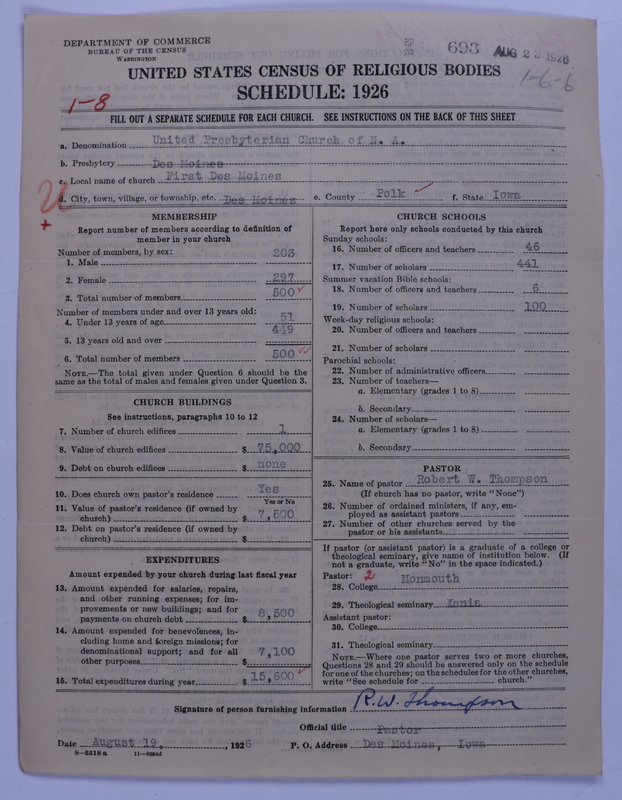 DEPARTMENT OF COMMERCE
BUREAU OF THE CENSUS
WASHINGTON
693 AUG 23 1926
1-6-6
UNITED STATES CENSUS OF RELIGIOUS BODIES
SCHEDULE: 1926
1-8
FILL OUT A SEPARATE SCHEDULE FOR EACH CHURCH. SEE INSTRUCTIONS ON THE BACK OF THIS SHEET
a. Denomination United Presbyterian Church of N. A.
b. Presbytery Des Moines
c. Local name of church First Des Moines
d. City, town, village, or township, etc. Des Moines e. County Polk f. State Iowa
MEMBERSHIP
Report number of members according to definition of
member in your church
Number of members, by sex:
1. Male 203
2. Female 297
3. Total number of members 500
Number of members under and over 13 years old:
4. Under 13 years of age 51
5. 13 years old and over 449
6. Total number of members 500
NOTE.—The total given under Question 6 should be the
same as the total of males and females given under Question 3.
CHURCH BUILDINGS
See instructions, paragraphs 10 to 12
7. Number of church edifices 1
8. Value of church edifices $ 75,000
9. Debt on church edifices $ none
10. Does church own pastor's residence Yes
Yes or No
11. Value of pastor's residence (if owned by
church) $ 7,500
12. Debt on pastor's residence (if owned by
church) $
EXPENDITURES
Amount expended by your church during last fiscal year
13. Amount expended for salaries, repairs,
and other running expenses; for im-
provements or new buildings; and for
payments on church debt $ 8,500
14. Amount expended for benevolences, in-
cluding home and foreign missions; for
denominational support; and for all
other purposes $ 7,100
15. Total expenditures during year $ 15,600
CHURCH SCHOOLS
Report here only schools conducted by this church
Sunday schools:
16. Number of officers and teachers 46
17. Number of scholars 441
Summer vacation Bible schools:
18. Number of officers and teachers 6
19. Number of scholars 100
Week-day religious schools:
20. Number of officers and teachers
21. Number of scholars
Parochial schools:
22. Number of administrative officers
23. Number of teachers—
a. Elementary (grades 1 to 8)
b. Secondary
24. Number of scholars—
a. Elementary (grades 1 to 8)
b. Secondary
PASTOR
25. Name of pastor Robert W. Thompson
(If church has no pastor, write "None")
26. Number of ordained ministers, if any, em-
ployed as assistant pastors
27. Number of other churches served by the
pastor or his assistants
If pastor (or assistant pastor) is a graduate of a college or
theological seminary, give name of institution below. (If
not a graduate, write "No" in the space indicated.)
Pastor: 2
28. College Monmouth
29. Theological seminary Xenia
Assistant pastor:
30. College
31. Theological seminary
NOTE.—Where one pastor serves two or more churches,
Questions 28 and 29 should be answered only on the schedule
for one of the churches; on the schedules for the other churches,
write "See schedule for church."
Signature of person furnishing information R. W. Thompson
Official title Pastor
Date August 19, 1926 P. O. Address Des Moines, Iowa
8—5518 a